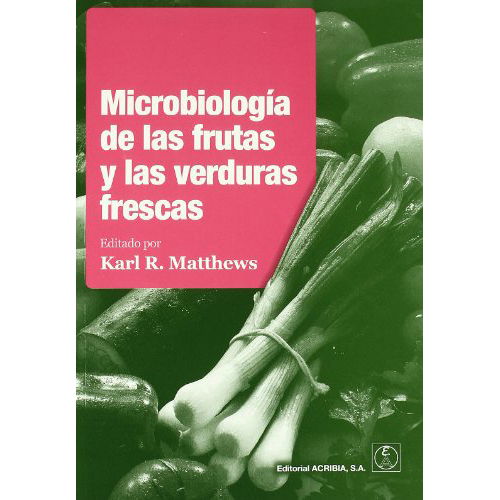 Microbiología
de las frutas
y las verduras
frescas
Editado por
Karl R. Matthews
Editorial ACRIBIA, S.A.